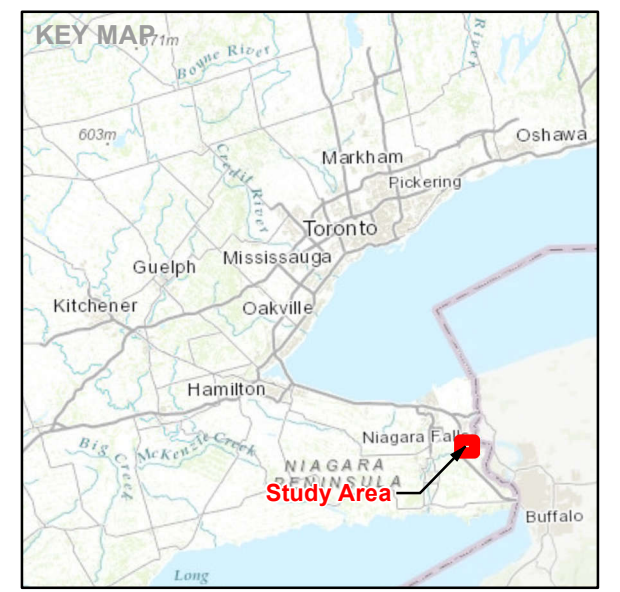 KEY MAP
671m
Boyne River
River
603m
Oshawa
Markham
Credit River
Pickering
Toronto
Mississauga
Guelph
Kitchener
Oakville
Hamilton
Niagara Falls
Big Creek
McKenzie Creek
NIAGARA
PENINSULA
Study Area
Buffalo
Long